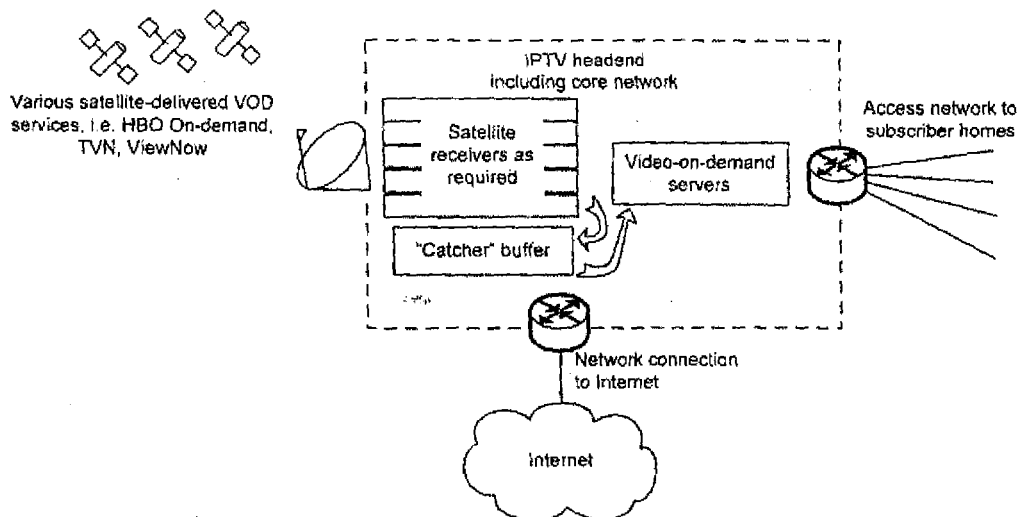 IPTV headend
including core network
Various satellite-delivered VOD
services, i.e. HBO On-demand,
TVN, ViewNow
Satellite
receivers as
required
Video-on-demand
servers
Access network to
subscriber homes
"Catcher" buffer
Network connection
to Internet
Internet